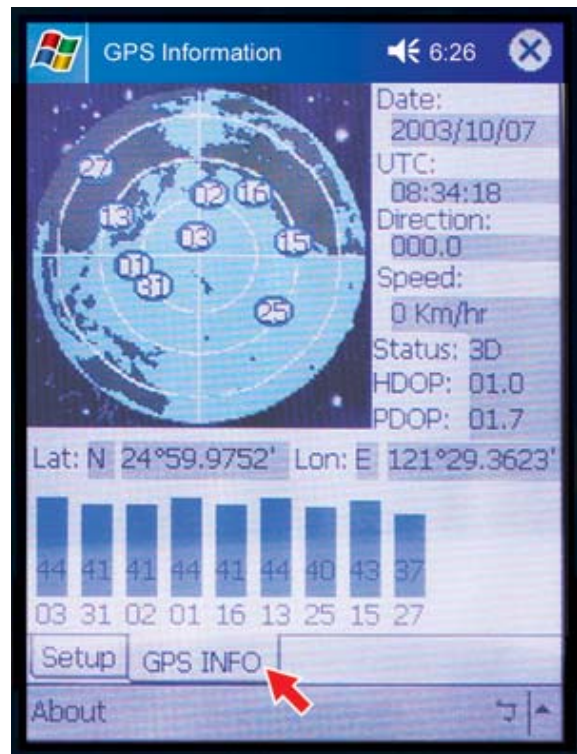 GPS Information 6:26
27
02 16
13
03
15
01
31
25
Date:
2003/10/07
UTC:
08:34:18
Direction:
000.0
Speed:
0 Km/hr
Status: 3D
HDOP: 01.0
PDOP: 01.7
Lat: N 24°59.9752' Lon: E 121°29.3623'
44 41 41 44 41 44 40 43 37
03 31 02 01 16 13 25 15 27
Setup GPS INFO
About